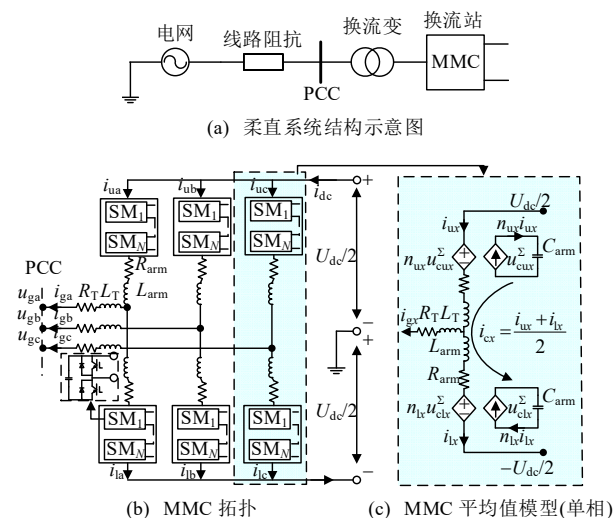 电网
线路阻抗
换流变
换流站
MMC
PCC
(a) 柔直系统结构示意图
i_ua
i_ub
i_uc
i_dc
+
SM_1
SM_N
SM_1
SM_N
SM_1
SM_N
R_arm
L_arm
U_dc/2
PCC
u_ga
i_ga
R_T L_T
u_gb
i_gb
u_gc
i_gc
−
+
U_dc/2
SM_1
SM_N
SM_1
SM_N
SM_1
SM_N
i_la
i_lb
i_lc
−
(b) MMC 拓扑
U_dc/2
i_ux
n_ux i_ux
n_ux u_cux^Σ
u_cux^Σ
C_arm
i_gx
R_T L_T
i_cx = (i_ux + i_lx)/2
L_arm
R_arm
n_lx u_clx^Σ
u_clx^Σ
C_arm
i_lx
n_lx i_lx
−U_dc/2
(c) MMC 平均值模型(单相)